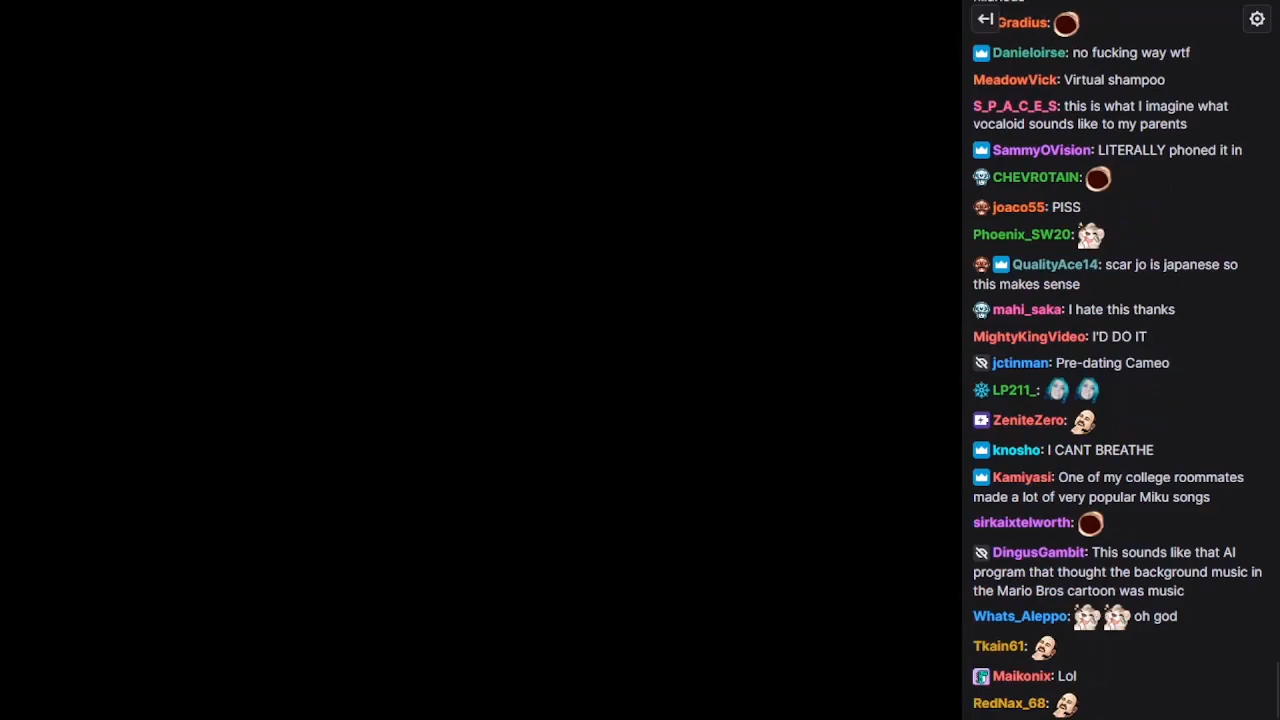 Gradius:
Danieloirse: no fucking way wtf
MeadowVick: Virtual shampoo
S_P_A_C_E_S: this is what I imagine what
vocaloid sounds like to my parents
SammyOVision: LITERALLY phoned it in
CHEVR0TAIN:
joaco55: PISS
Phoenix_SW20:
QualityAce14: scar jo is japanese so
this makes sense
mahi_saka: I hate this thanks
MightyKingVideo: I'D DO IT
jctinman: Pre-dating Cameo
LP211_:
ZeniteZero:
knosho: I CANT BREATHE
Kamiyasi: One of my college roommates
made a lot of very popular Miku songs
sirkaixtelworth:
DingusGambit: This sounds like that AI
program that thought the background music in
the Mario Bros cartoon was music
Whats_Aleppo: oh god
Tkain61:
Maikonix: Lol
RedNax_68: